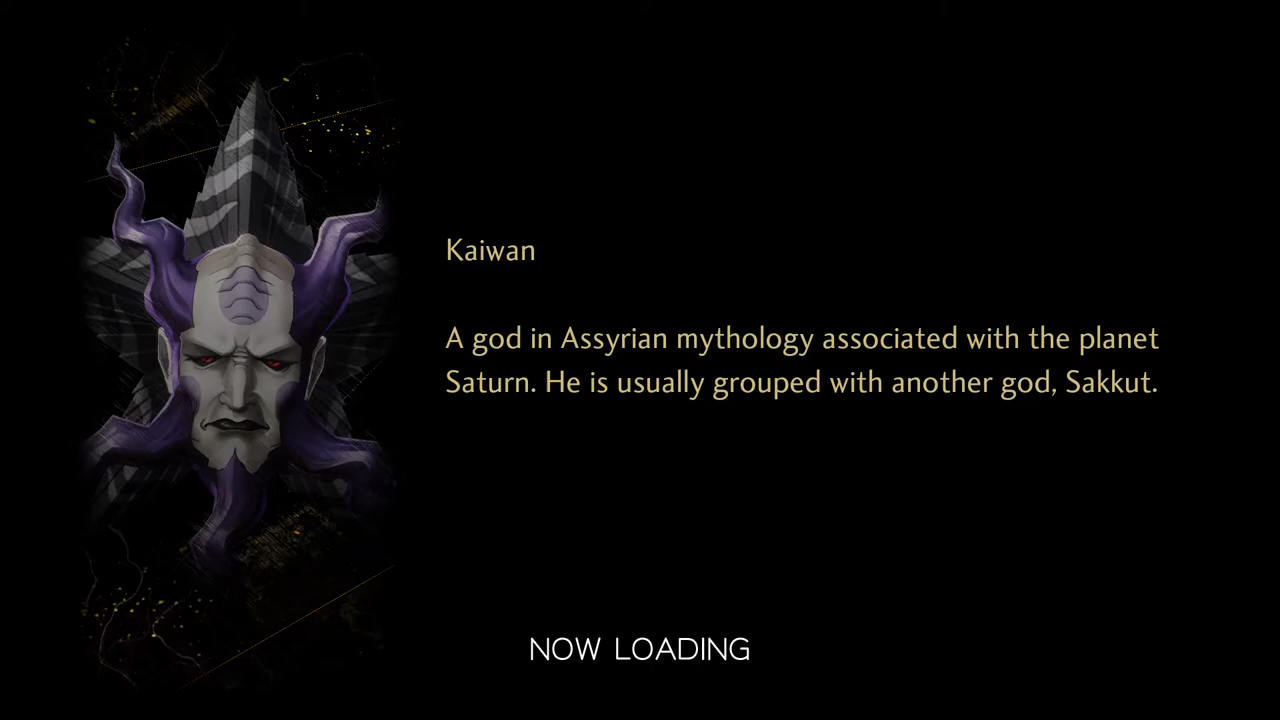 Kaiwan
A god in Assyrian mythology associated with the planet
Saturn. He is usually grouped with another god, Sakkut.
NOW LOADING